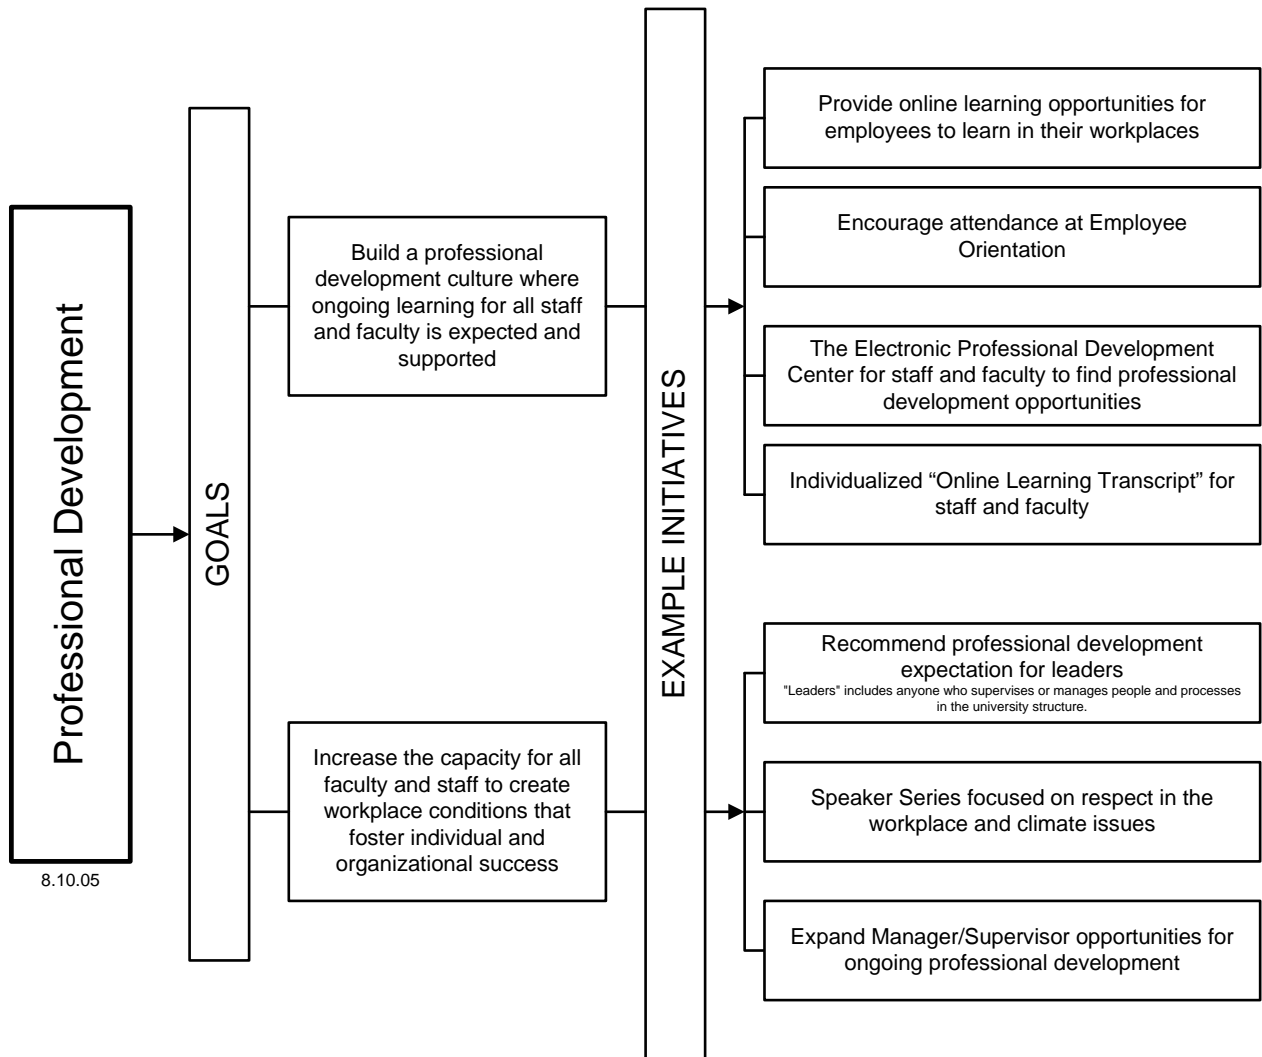 Professional Development
8.10.05
GOALS
Build a professional
development culture where
ongoing learning for all staff
and faculty is expected and
supported
Increase the capacity for all
faculty and staff to create
workplace conditions that
foster individual and
organizational success
EXAMPLE INITIATIVES
Provide online learning opportunities for
employees to learn in their workplaces
Encourage attendance at Employee
Orientation
The Electronic Professional Development
Center for staff and faculty to find professional
development opportunities
Individualized “Online Learning Transcript” for
staff and faculty
Recommend professional development
expectation for leaders
"Leaders" includes anyone who supervises or manages people and processes
in the university structure.
Speaker Series focused on respect in the
workplace and climate issues
Expand Manager/Supervisor opportunities for
ongoing professional development